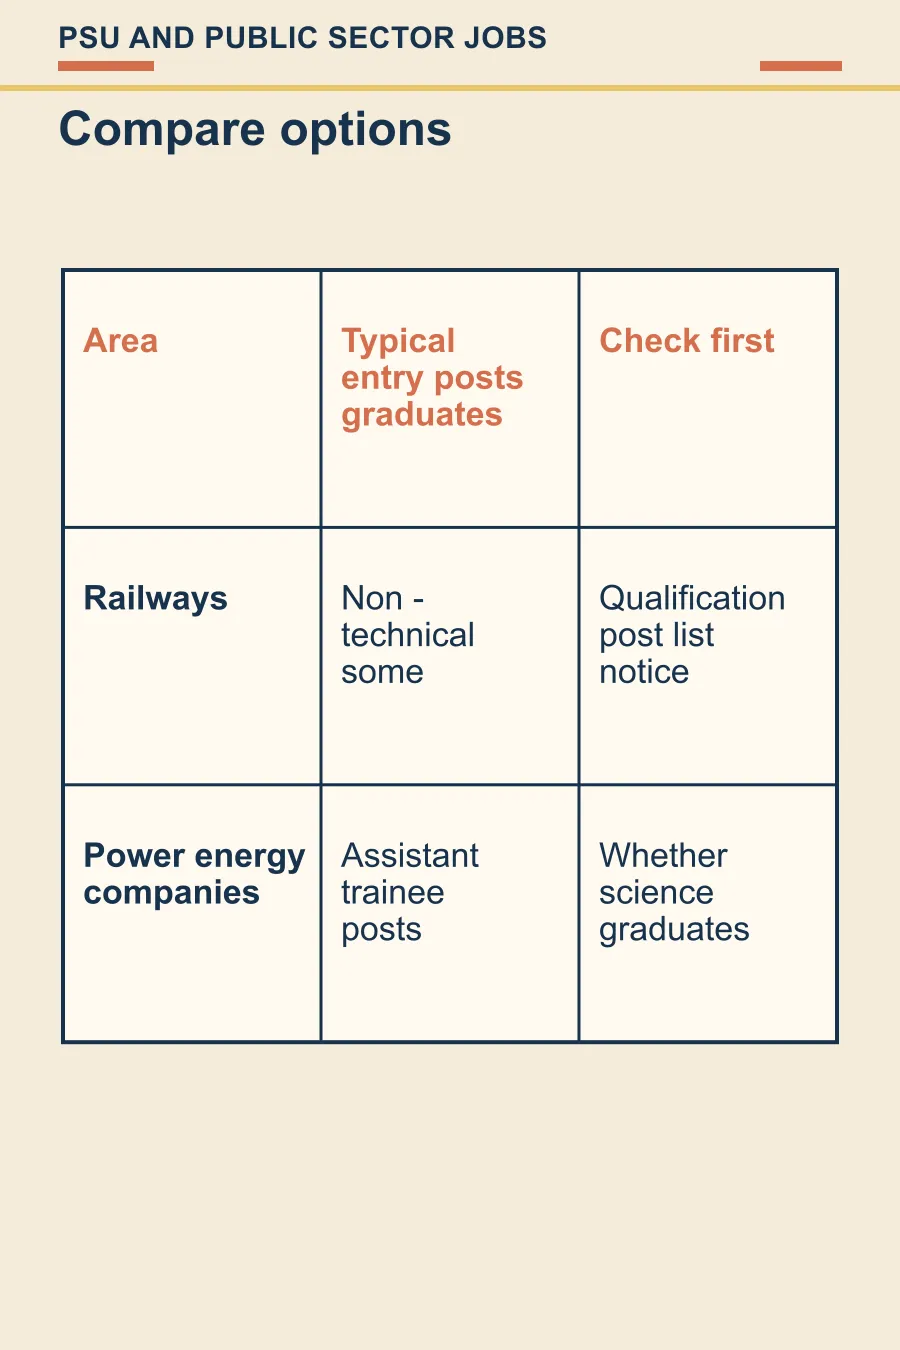 PSU AND PUBLIC SECTOR JOBS
Compare options
Area
Typical
entry posts
graduates
Check first
Railways
Non -
technical
some
Qualification
post list
notice
Power energy
companies
Assistant
trainee
posts
Whether
science
graduates